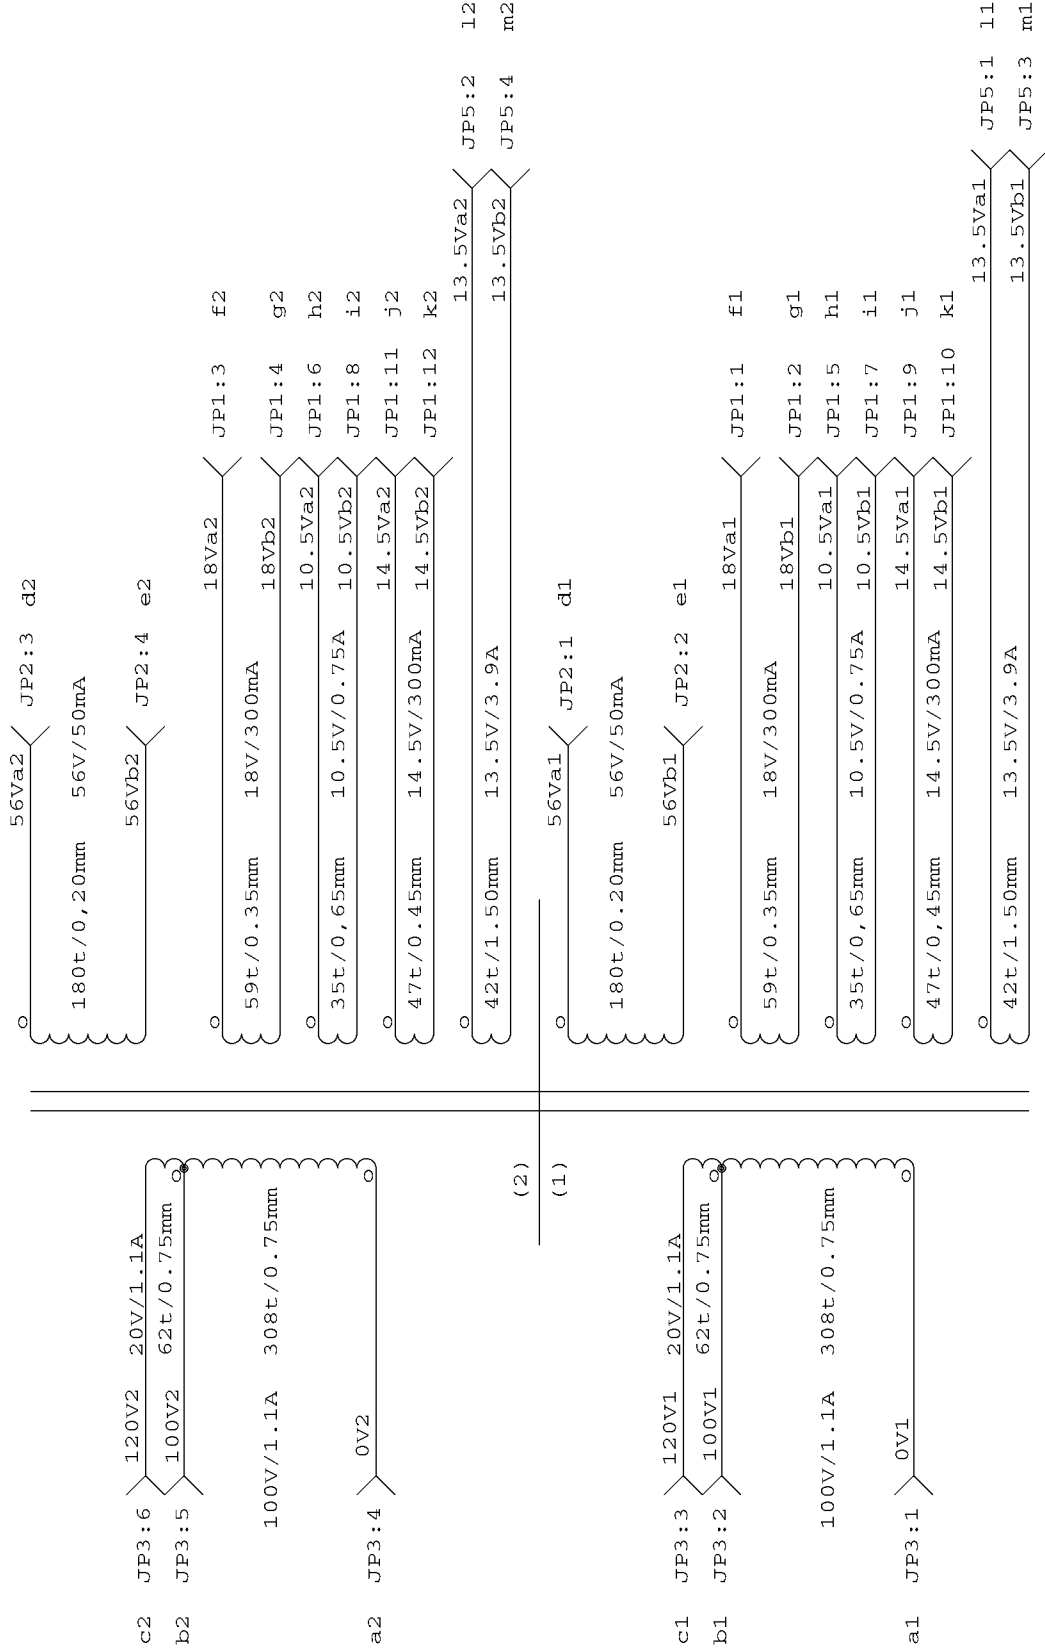 56Va2 JP2:3 d2
180t/0,20mm 56V/50mA
56Vb2 JP2:4 e2
18Va2 JP1:3 f2
59t/0.35mm 18V/300mA
18Vb2 JP1:4 g2
10.5Va2 JP1:6 h2
35t/0,65mm 10.5V/0.75A
10.5Vb2 JP1:8 i2
14.5Va2 JP1:11 j2
47t/0.45mm 14.5V/300mA
14.5Vb2 JP1:12 k2
13.5Va2 JP5:2 l2
42t/1.50mm 13.5V/3.9A
13.5Vb2 JP5:4 m2
c2 JP3:6 120V2 20V/1.1A
62t/0.75mm
b2 JP3:5 100V2
100V/1.1A 308t/0.75mm
a2 JP3:4 0V2
(2)
(1)
56Va1 JP2:1 d1
180t/0.20mm 56V/50mA
56Vb1 JP2:2 e1
18Va1 JP1:1 f1
59t/0.35mm 18V/300mA
18Vb1 JP1:2 g1
10.5Va1 JP1:5 h1
35t/0,65mm 10.5V/0.75A
10.5Vb1 JP1:7 i1
14.5Va1 JP1:9 j1
47t/0,45mm 14.5V/300mA
14.5Vb1 JP1:10 k1
13.5Va1 JP5:1 l1
42t/1.50mm 13.5V/3.9A
13.5Vb1 JP5:3 m1
c1 JP3:3 120V1 20V/1.1A
62t/0.75mm
b1 JP3:2 100V1
100V/1.1A 308t/0.75mm
a1 JP3:1 0V1